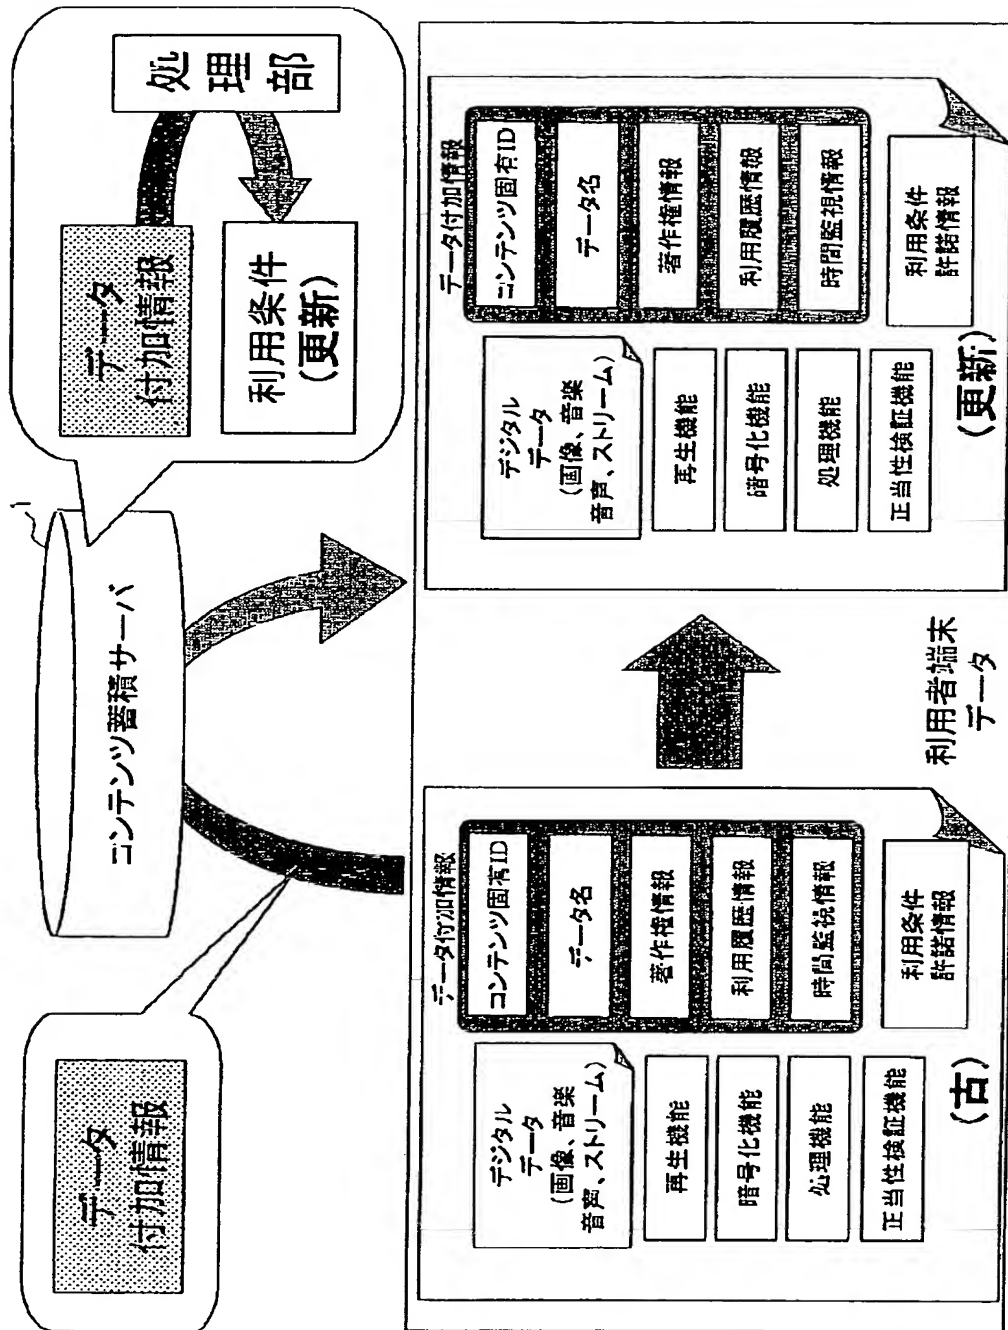 データ
付加情報
コンテンツ蓄積サーバ
1
データ
付加情報
処理部
利用条件
(更新)
データ付加情報
コンテンツ固有ID
データ名
著作権情報
利用履歴情報
時間監視情報
利用条件
許諾情報
デジタル
データ
(画像、音楽
音声、ストリーム)
再生機能
暗号化機能
処理機能
正当性検証機能
(古)
利用者端末
データ
データ付加情報
コンテンツ固有ID
データ名
著作権情報
利用履歴情報
時間監視情報
利用条件
許諾情報
デジタル
データ
(画像、音楽
音声、ストリーム)
再生機能
暗号化機能
処理機能
正当性検証機能
(更新)